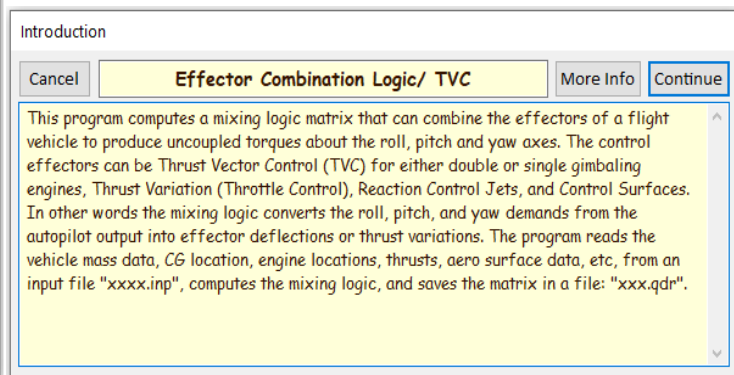 Introduction
Cancel
Effector Combination Logic/ TVC
More Info
Continue
This program computes a mixing logic matrix that can combine the effectors of a flight
vehicle to produce uncoupled torques about the roll, pitch and yaw axes. The control
effectors can be Thrust Vector Control (TVC) for either double or single gimbaling
engines, Thrust Variation (Throttle Control), Reaction Control Jets, and Control Surfaces.
In other words the mixing logic converts the roll, pitch, and yaw demands from the
autopilot output into effector deflections or thrust variations. The program reads the
vehicle mass data, CG location, engine locations, thrusts, aero surface data, etc, from an
input file "xxxx.inp", computes the mixing logic, and saves the matrix in a file: "xxx.qdr".